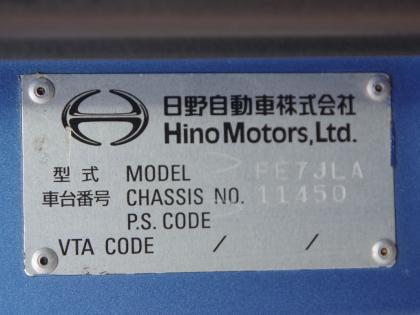 日野自動車株式会社
Hino Motors, Ltd.
型式 MODEL FE7JLA
車台番号 CHASSIS NO. 11450
P.S. CODE
VTA CODE / /